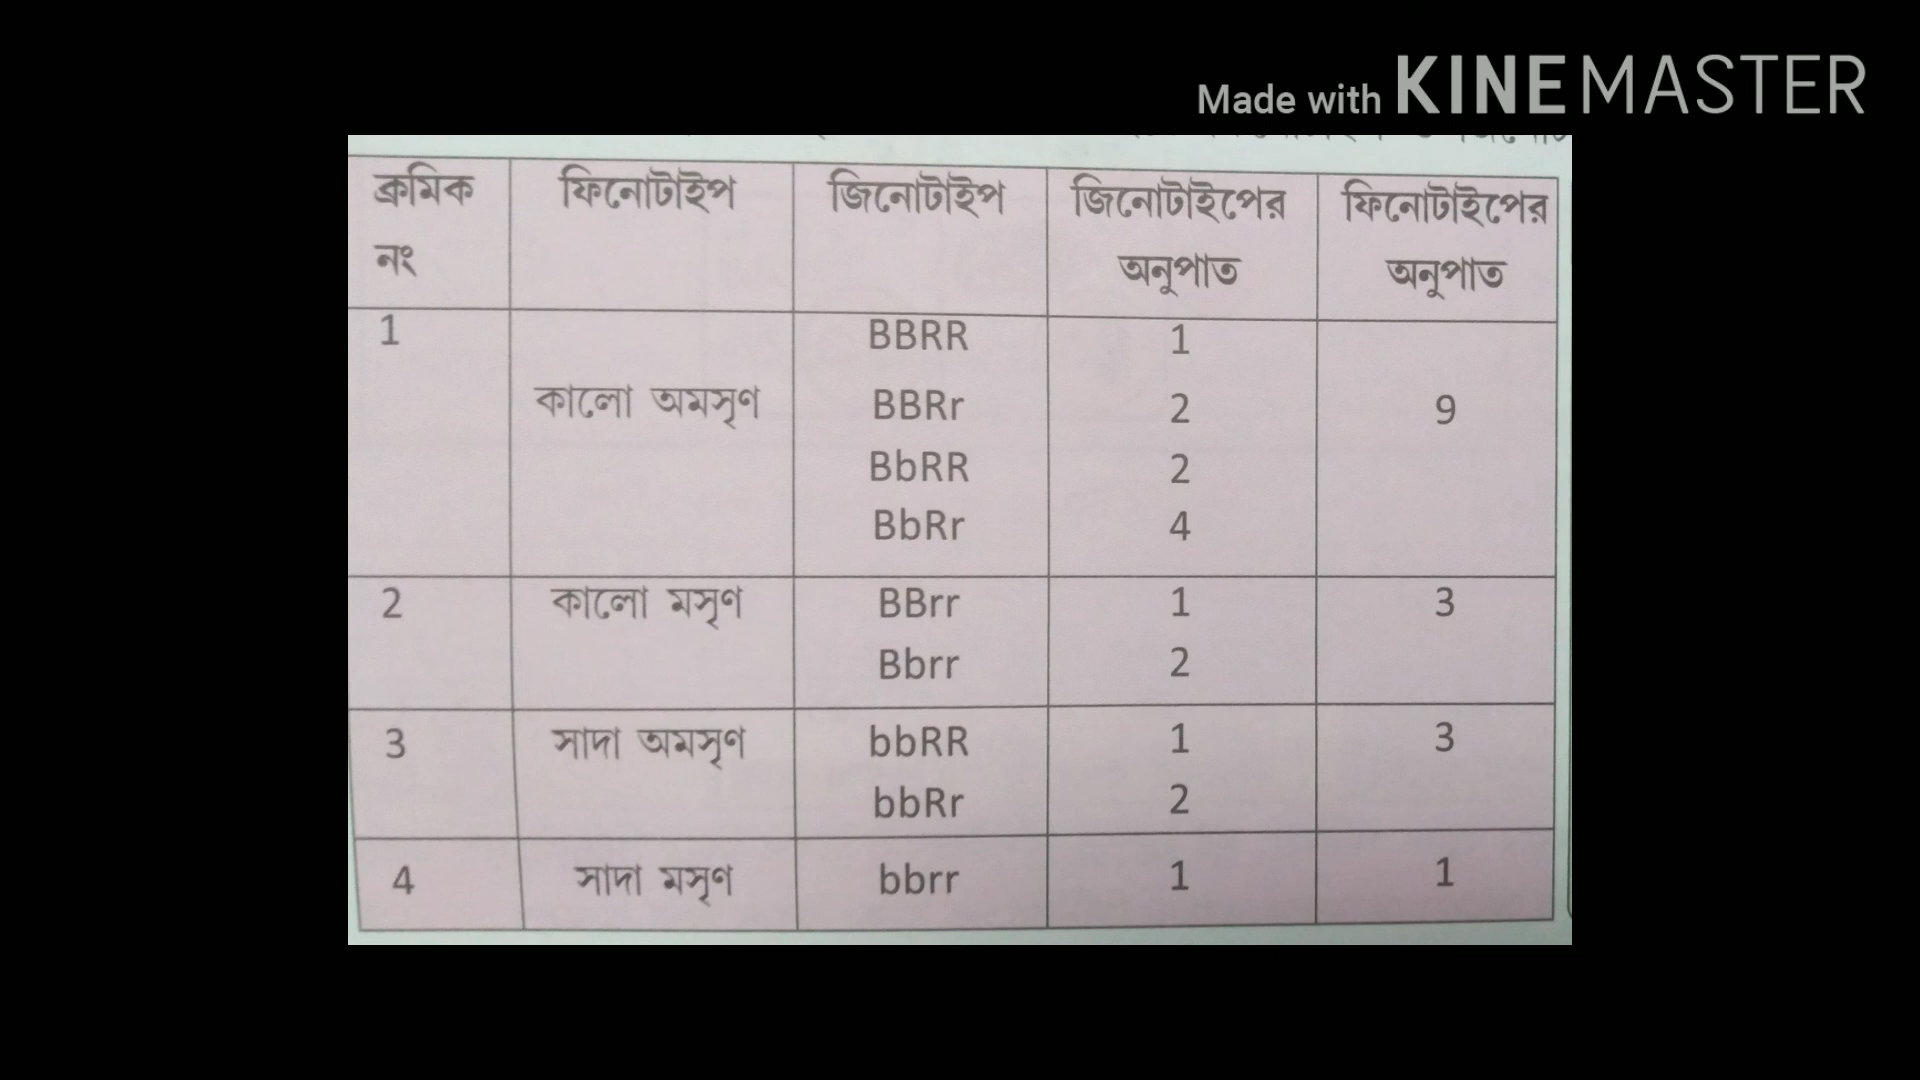 Made with KINEMASTER
ক্রমিক নং ফিনোটাইপ জিনোটাইপ জিনোটাইপের অনুপাত ফিনোটাইপের অনুপাত
1 BBRR 1
কালো অমসৃণ BBRr 2 9
BbRR 2
BbRr 4
2 কালো মসৃণ BBrr 1 3
Bbrr 2
3 সাদা অমসৃণ bbRR 1 3
bbRr 2
4 সাদা মসৃণ bbrr 1 1